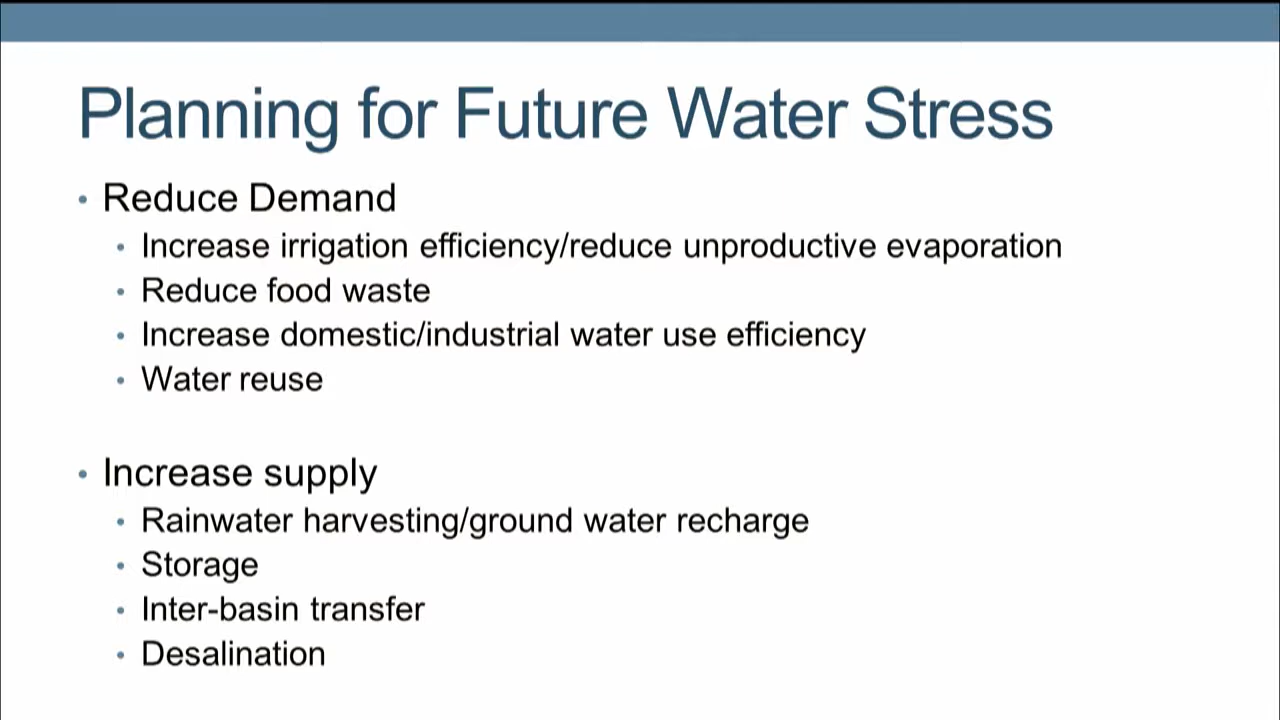 Planning for Future Water Stress
• Reduce Demand
• Increase irrigation efficiency/reduce unproductive evaporation
• Reduce food waste
• Increase domestic/industrial water use efficiency
• Water reuse
• Increase supply
• Rainwater harvesting/ground water recharge
• Storage
• Inter-basin transfer
• Desalination